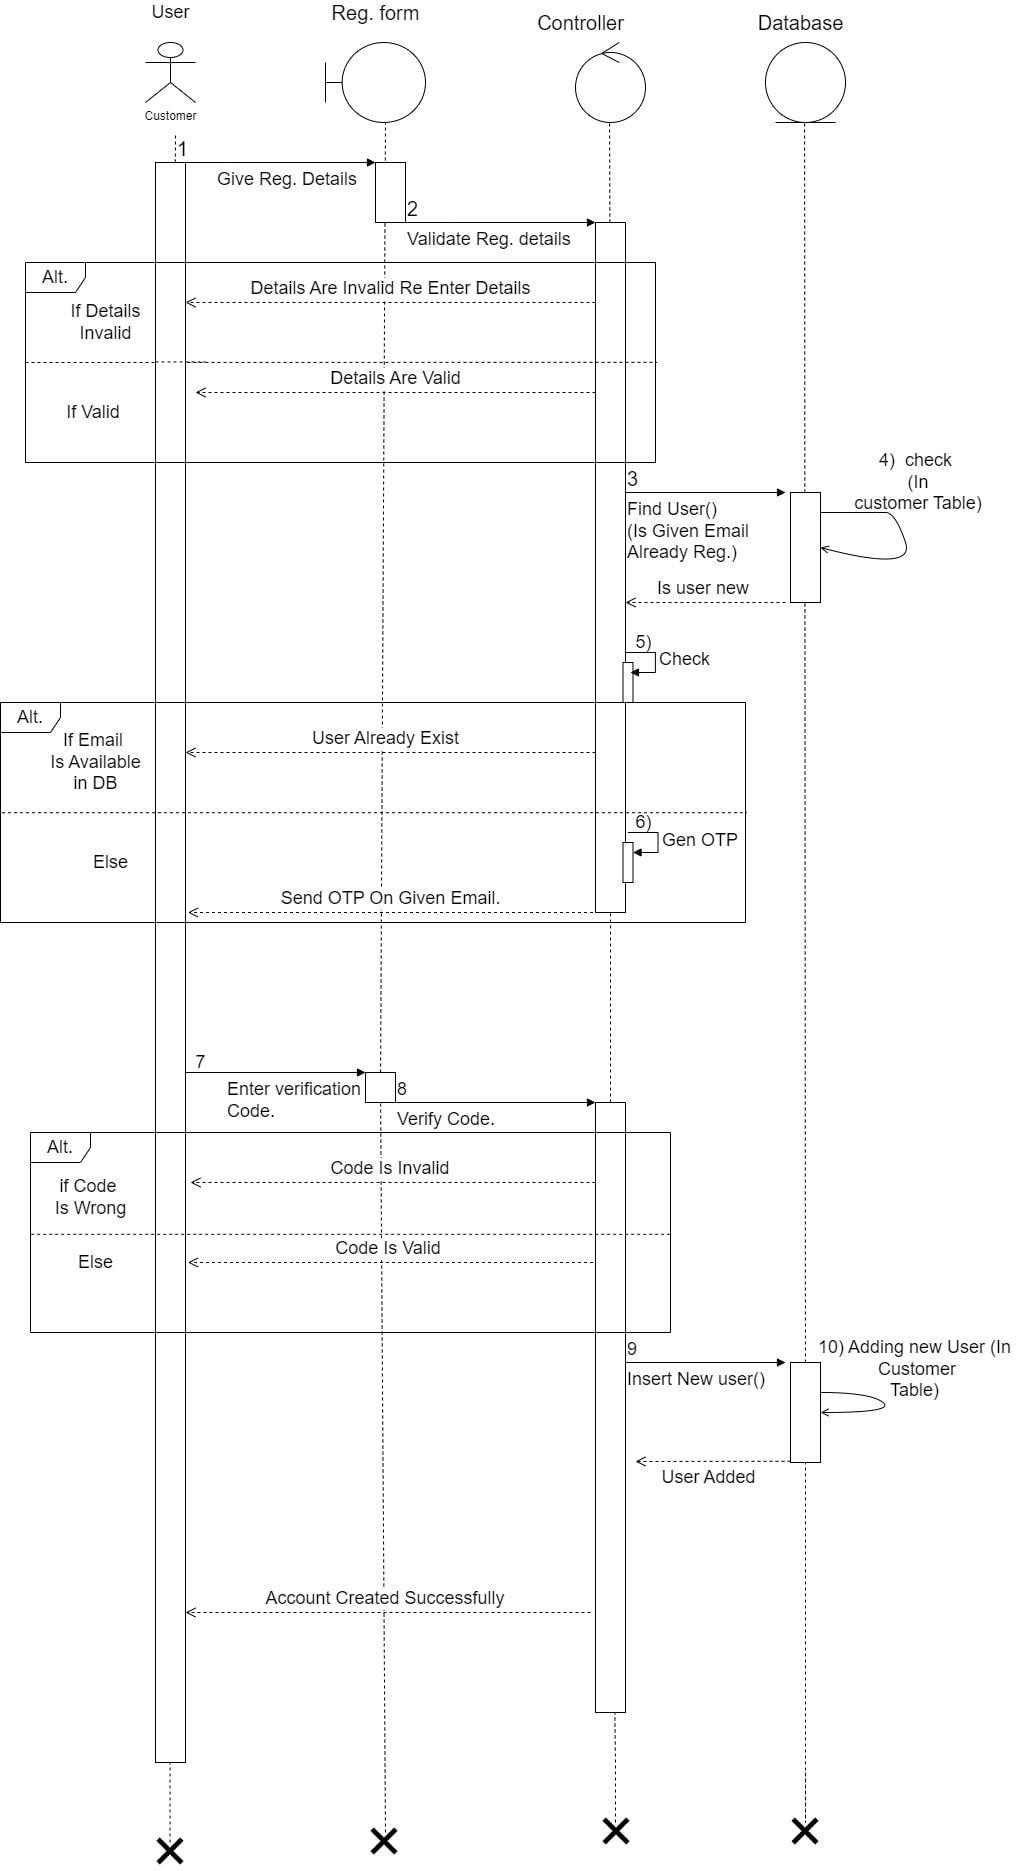 User
Reg. form
Controller
Database
Customer
1
Give Reg. Details
2
Validate Reg. details
Alt.
Details Are Invalid Re Enter Details
If Details
Invalid
Details Are Valid
If Valid
3
Find User()
(Is Given Email
Already Reg.)
4) check
(In
customer Table)
Is user new
5)
Check
Alt.
If Email
Is Available
in DB
User Already Exist
6)
Gen OTP
Else
Send OTP On Given Email.
7
Enter verification
Code.
8
Verify Code.
Alt.
Code Is Invalid
if Code
Is Wrong
Code Is Valid
Else
9
Insert New user()
10) Adding new User (In
Customer
Table)
User Added
Account Created Successfully